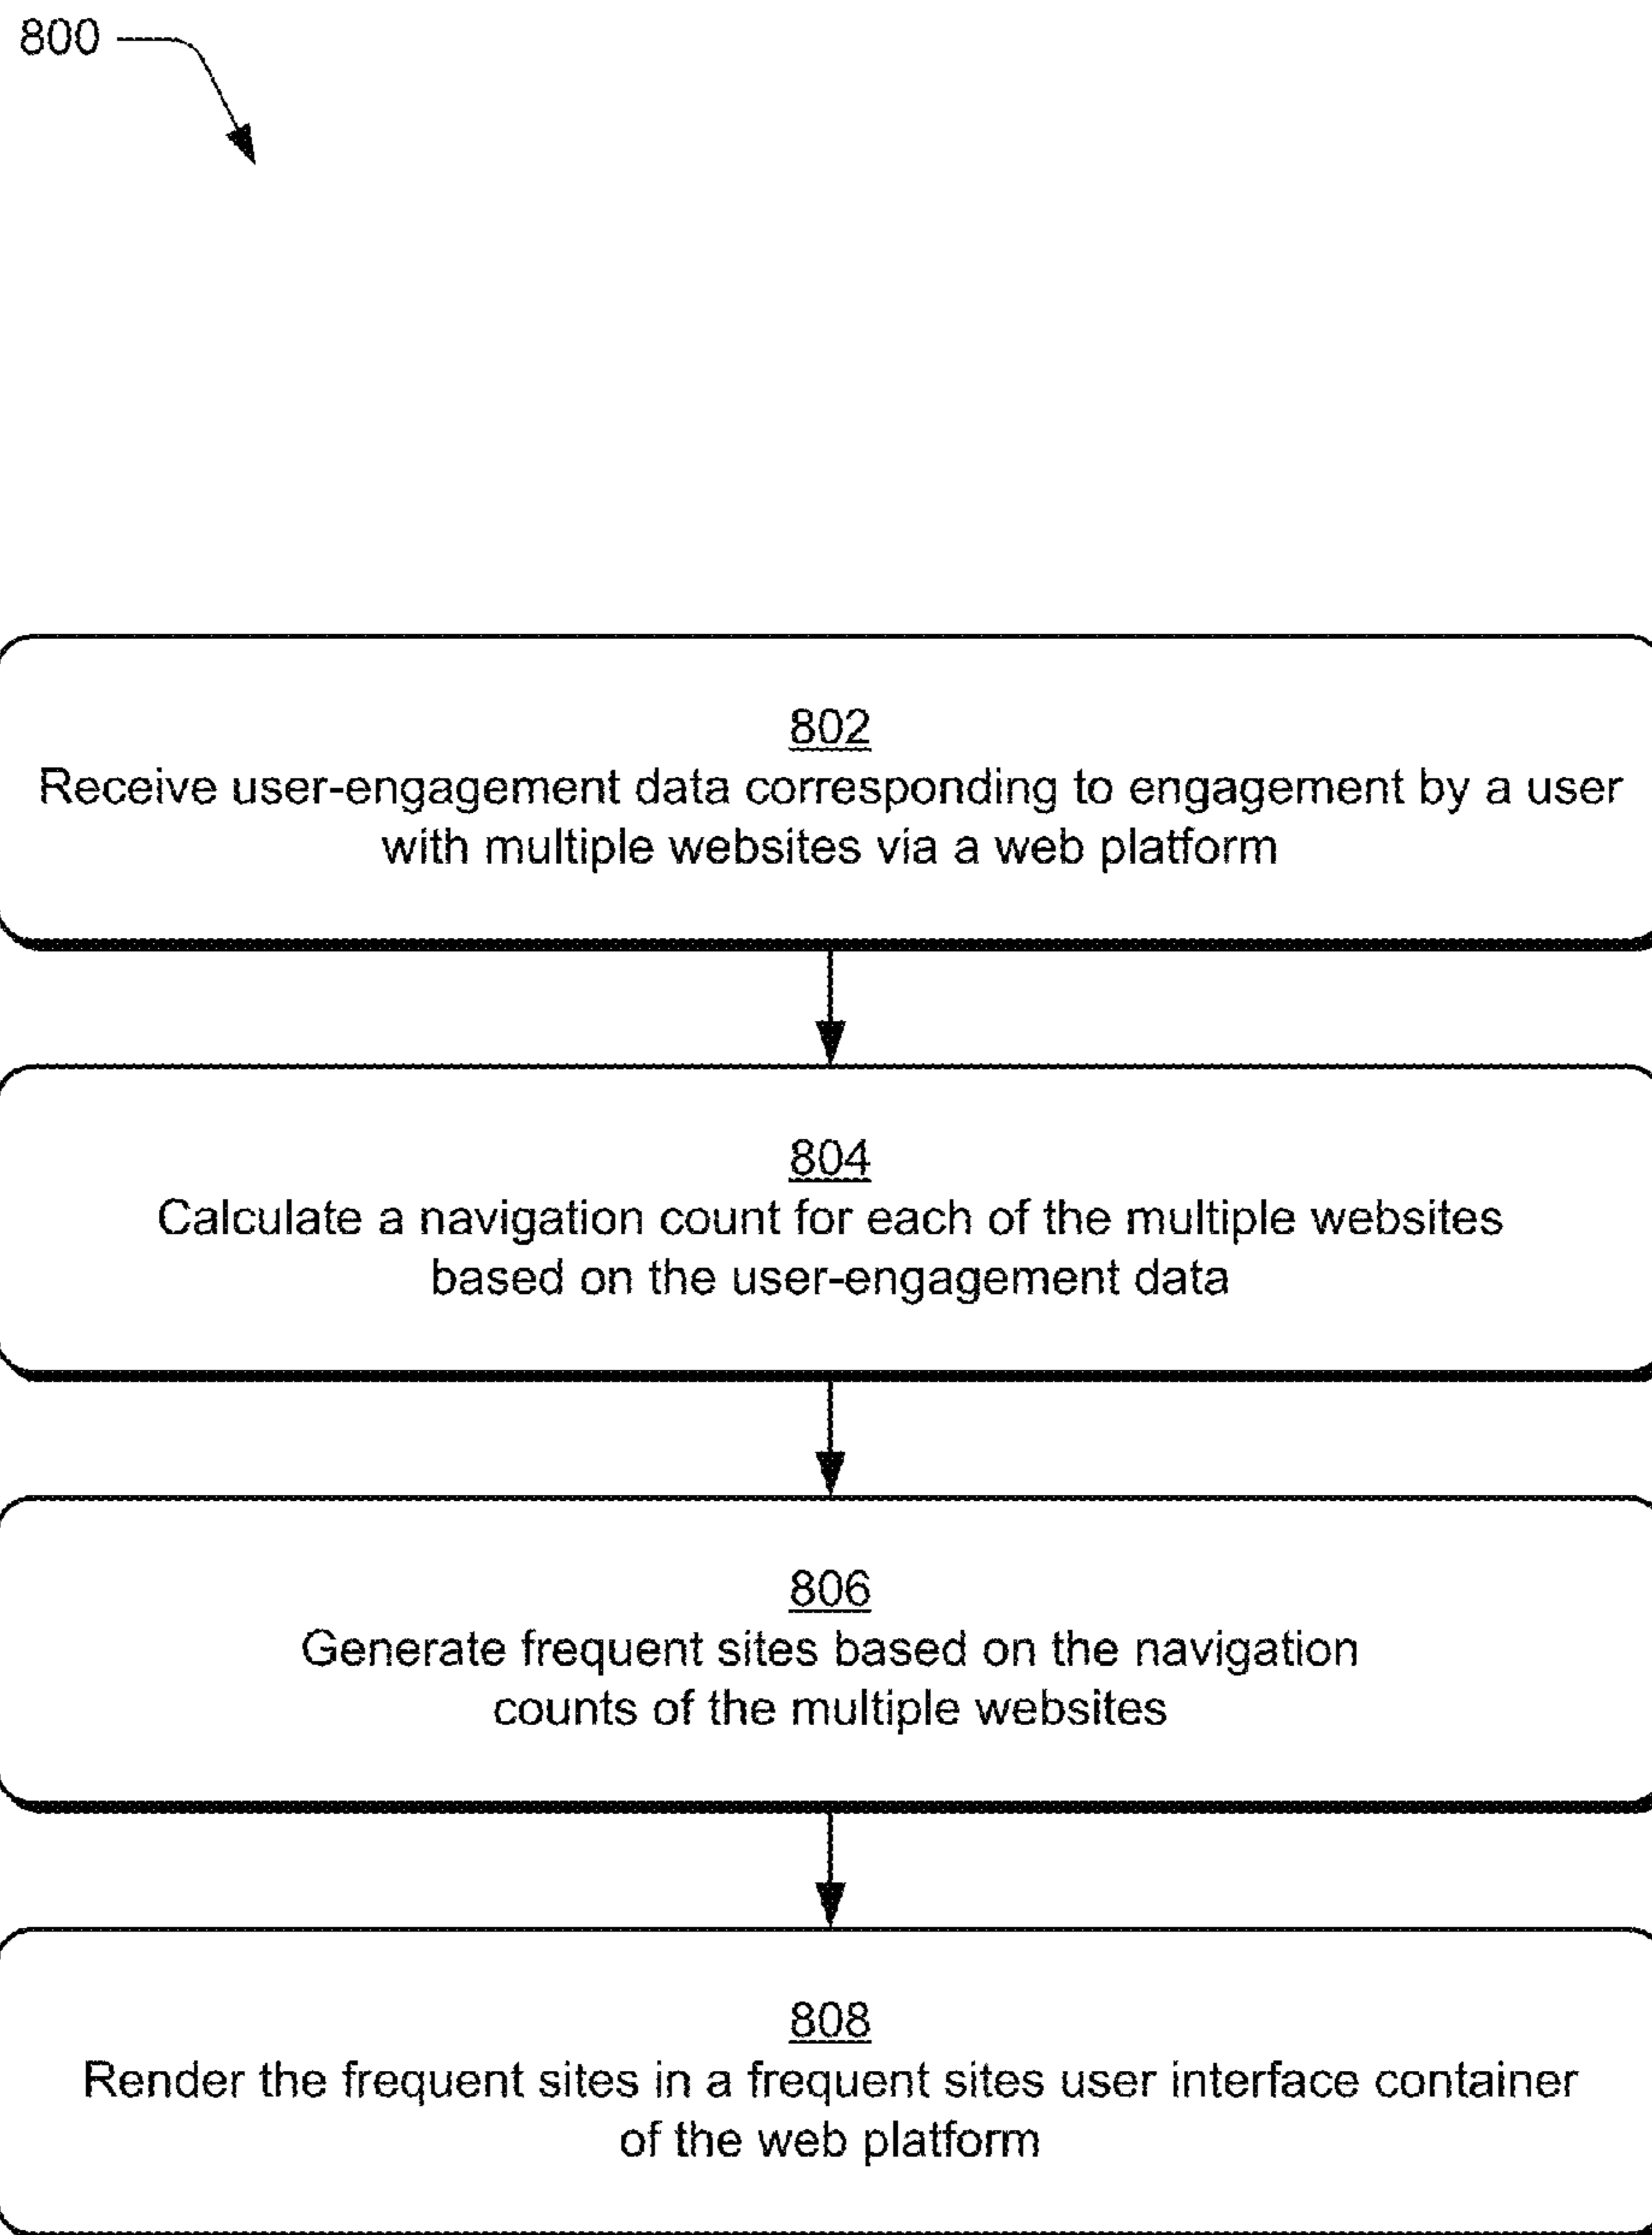 800
802
Receive user-engagement data corresponding to engagement by a user
with multiple websites via a web platform
804
Calculate a navigation count for each of the multiple websites
based on the user-engagement data
806
Generate frequent sites based on the navigation
counts of the multiple websites
808
Render the frequent sites in a frequent sites user interface container
of the web platform